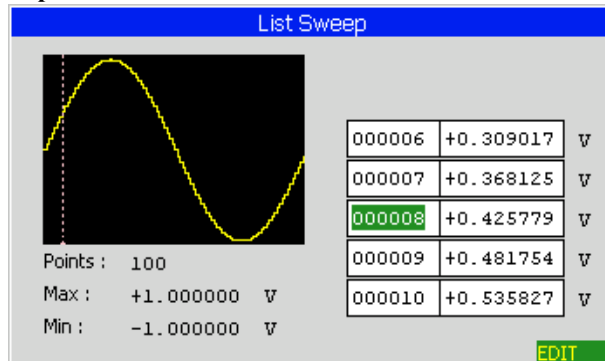 List Sweep
000006 +0.309017 V
000007 +0.368125 V
000008 +0.425779 V
000009 +0.481754 V
000010 +0.535827 V
Points : 100
Max : +1.000000 V
Min : -1.000000 V
EDIT